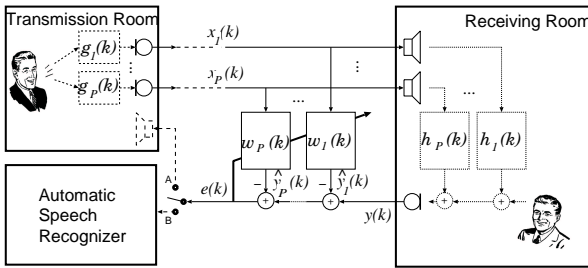 Transmission Room
Receiving Room
g_1(k)
g_P(k)
x_1(k)
x_P(k)
...
...
w_P(k)
w_1(k)
h_P(k)
h_1(k)
− ŷ_P(k)
− ŷ_1(k)
e(k)
y(k)
+
+
+
+
A
B
Automatic
Speech
Recognizer